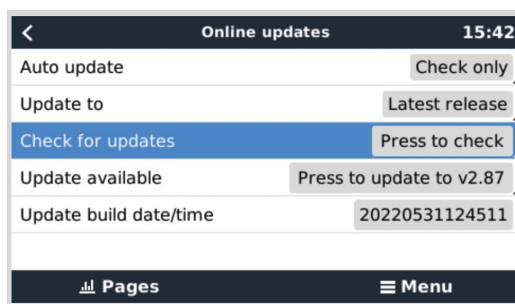 Online updates 15:42
Auto update Check only
Update to Latest release
Check for updates Press to check
Update available Press to update to v2.87
Update build date/time 20220531124511
Pages Menu